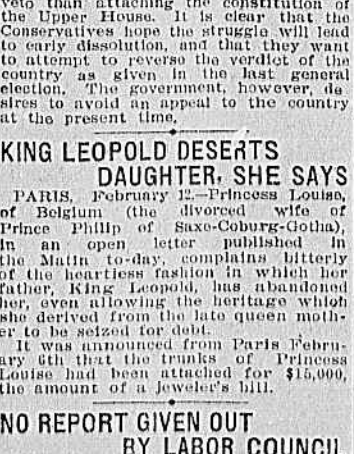 veto than attaching the constitution of
the Upper House. It is clear that the
Conservatives hope the struggle will lead
to early dissolution, and that they want
to attempt to reverse the verdict of the
country as given in the last general
election. The government, however, de
sires to avoid an appeal to the country
at the present time.
KING LEOPOLD DESERTS
DAUGHTER, SHE SAYS
PARIS, February 12.—Princess Louise,
of Belgium (the divorced wife of
Prince Philip of Saxe-Coburg-Gotha),
in an open letter published in
the Matin to-day, complains bitterly
of the heartless fashion in which her
father, King Leopold, has abandoned
her, even allowing the heritage which
she derived from the late queen moth-
er to be seized for debt.
It was announced from Paris Febru-
ary 6th that the trunks of Princess
Louise had been attached for $15,000,
the amount of a jeweler's bill.
NO REPORT GIVEN OUT
BY LABOR COUNCIL